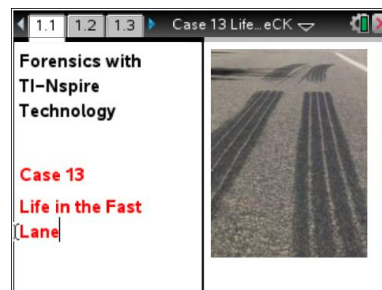 1.1 1.2 1.3 Case 13 Life...eCK
Forensics with
TI-Nspire
Technology
Case 13
Life in the Fast
Lane